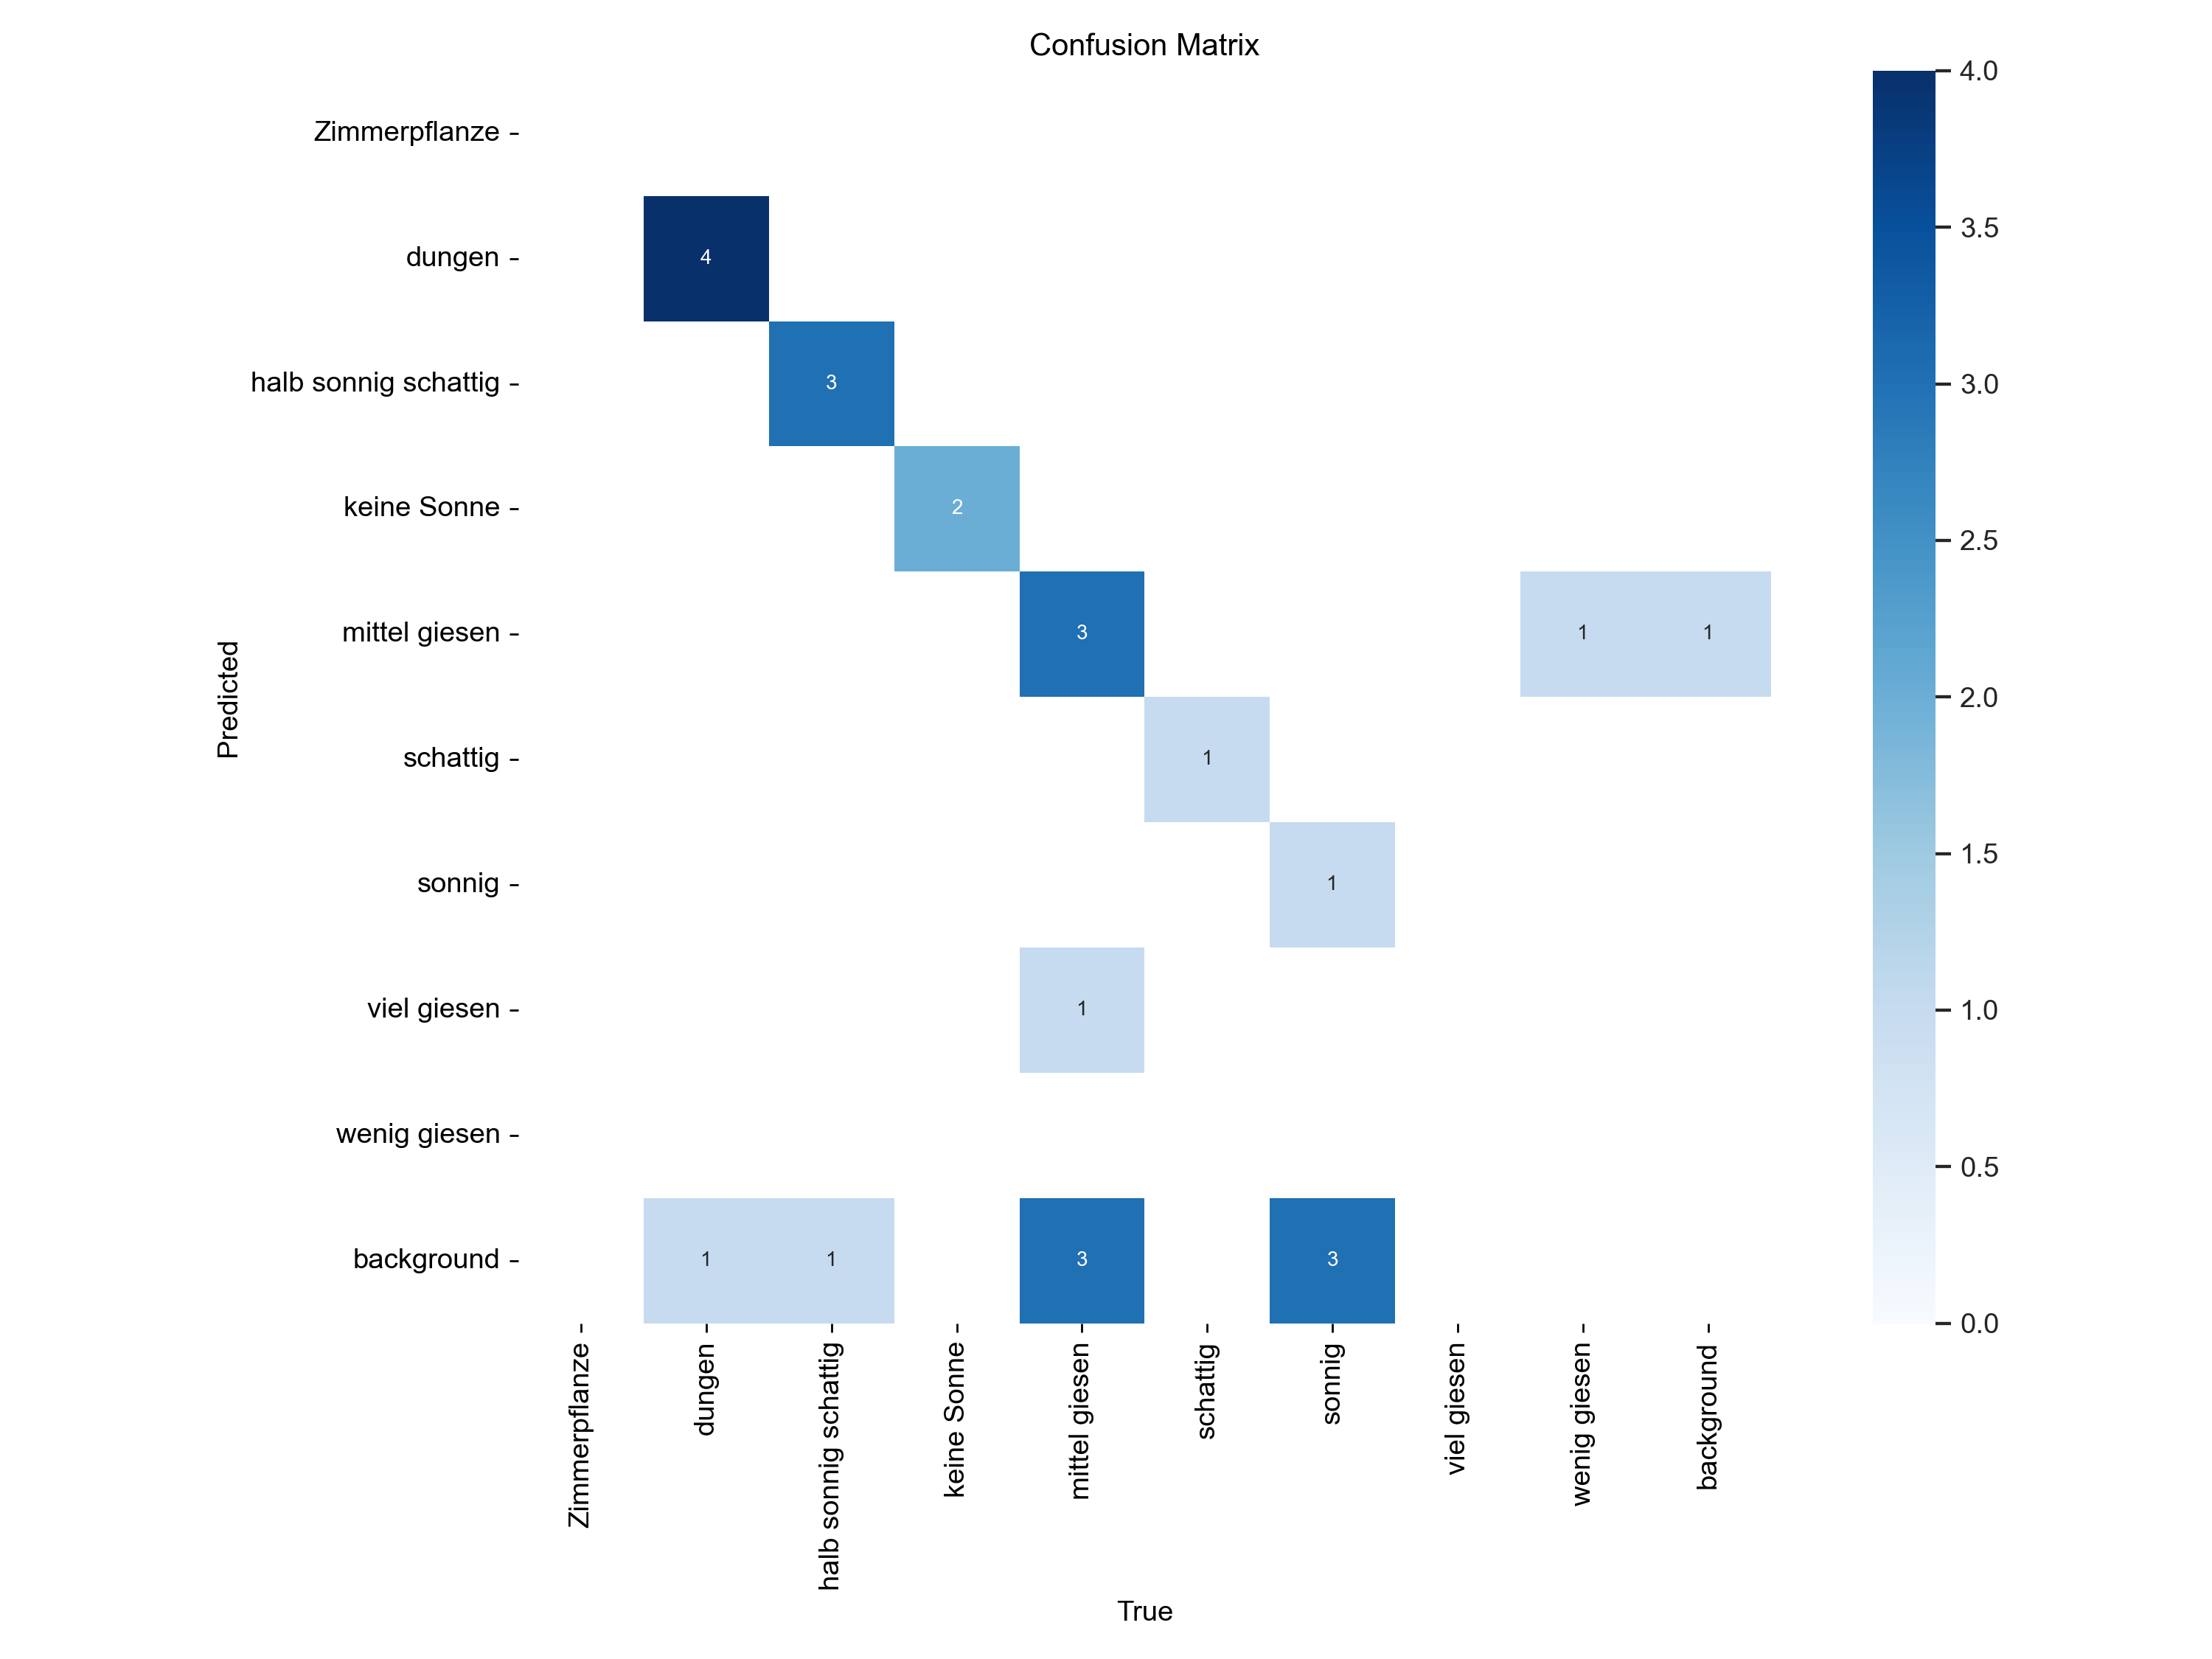 Confusion Matrix
Zimmerpflanze
dungen
4
halb sonnig schattig
3
keine Sonne
2
mittel giesen
3
1
1
schattig
1
sonnig
1
viel giesen
1
wenig giesen
background
1
1
3
3
Predicted
Zimmerpflanze
dungen
halb sonnig schattig
keine Sonne
mittel giesen
schattig
sonnig
viel giesen
wenig giesen
background
True
4.0
3.5
3.0
2.5
2.0
1.5
1.0
0.5
0.0